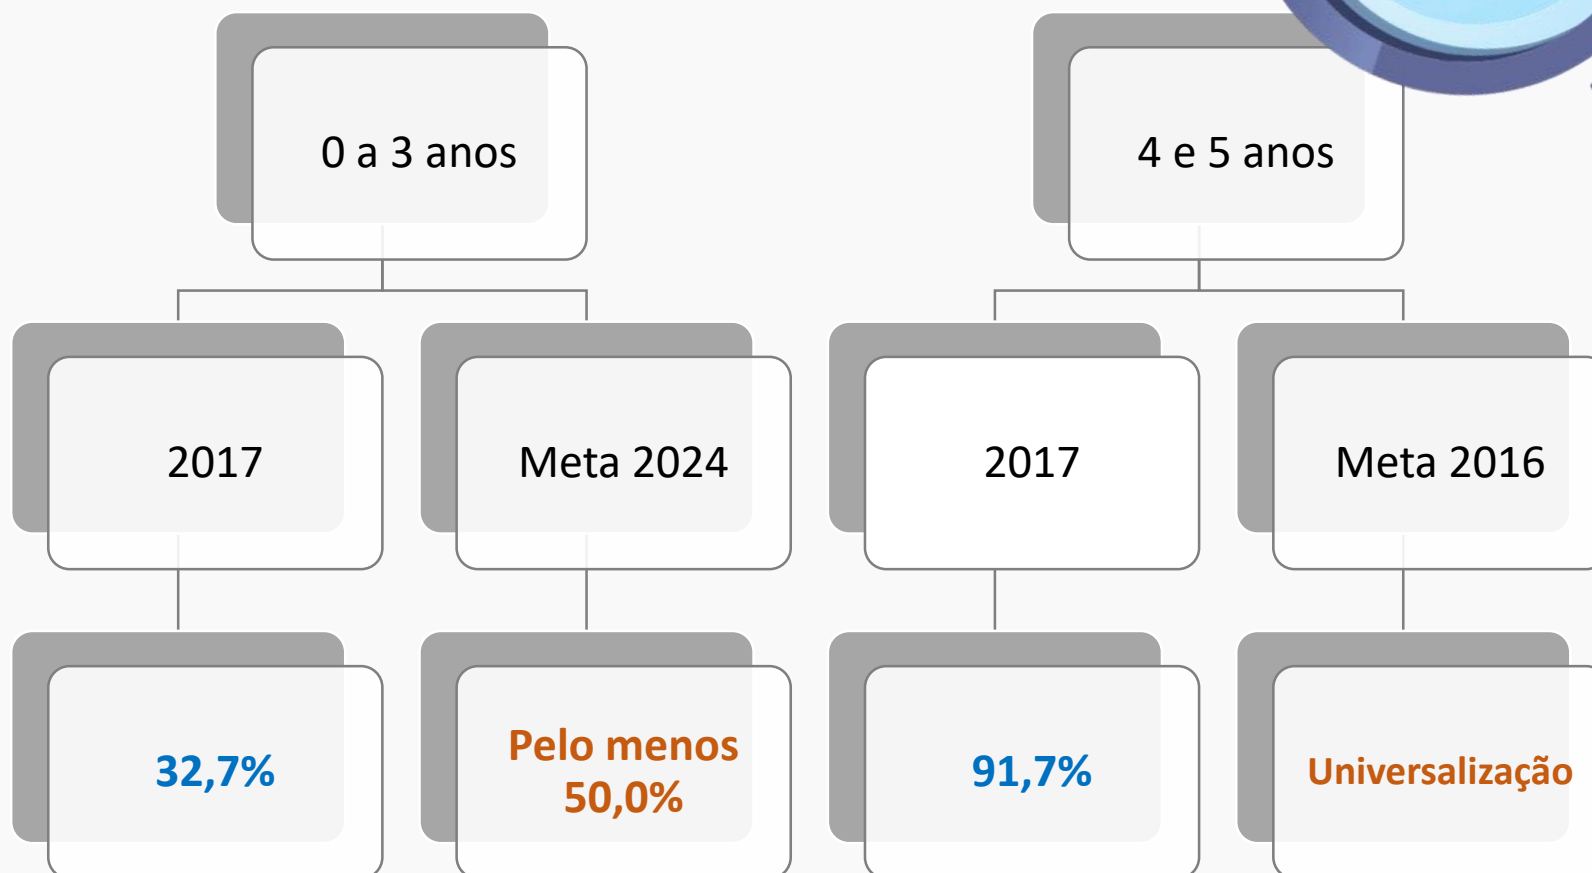 0 a 3 anos
4 e 5 anos
2017
Meta 2024
2017
Meta 2016
32,7%
Pelo menos
50,0%
91,7%
Universalização